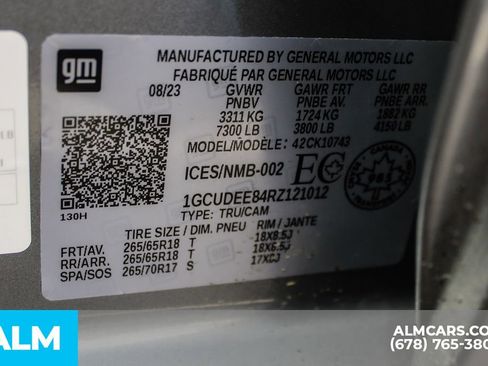 gm
MANUFACTURED BY GENERAL MOTORS LLC
FABRIQUÉ PAR GENERAL MOTORS LLC
08/23 GVWR GAWR FRT GAWR RR
PNBV PNBE AV. PNBE ARR.
3311 KG 1724 KG 1882 KG
7300 LB 3800 LB 4150 LB
MODEL/MODÈLE: 42CK10743
ICES/NMB-002 EC
CANADA
1GCUDEE84RZ121012
TYPE: TRU/CAM
130H
TIRE SIZE / DIM. PNEU RIM / JANTE
FRT/AV. 265/65R18 T 18X8.5J
RR/ARR. 265/65R18 T 18X8.5J
SPA/SOS 265/70R17 S 17X8J
ALM
ALMCARS.CO
(678) 765-380